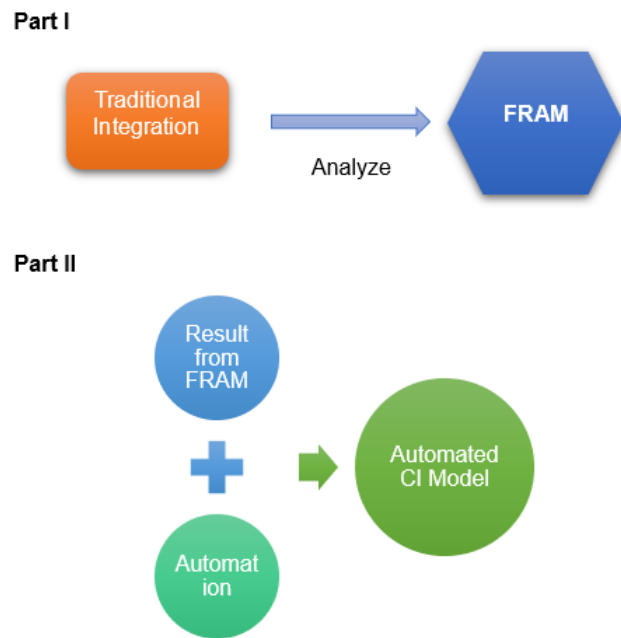 Part I
Traditional
Integration
FRAM
Analyze
Part II
Result
from
FRAM
Automated
CI Model
Automat
ion